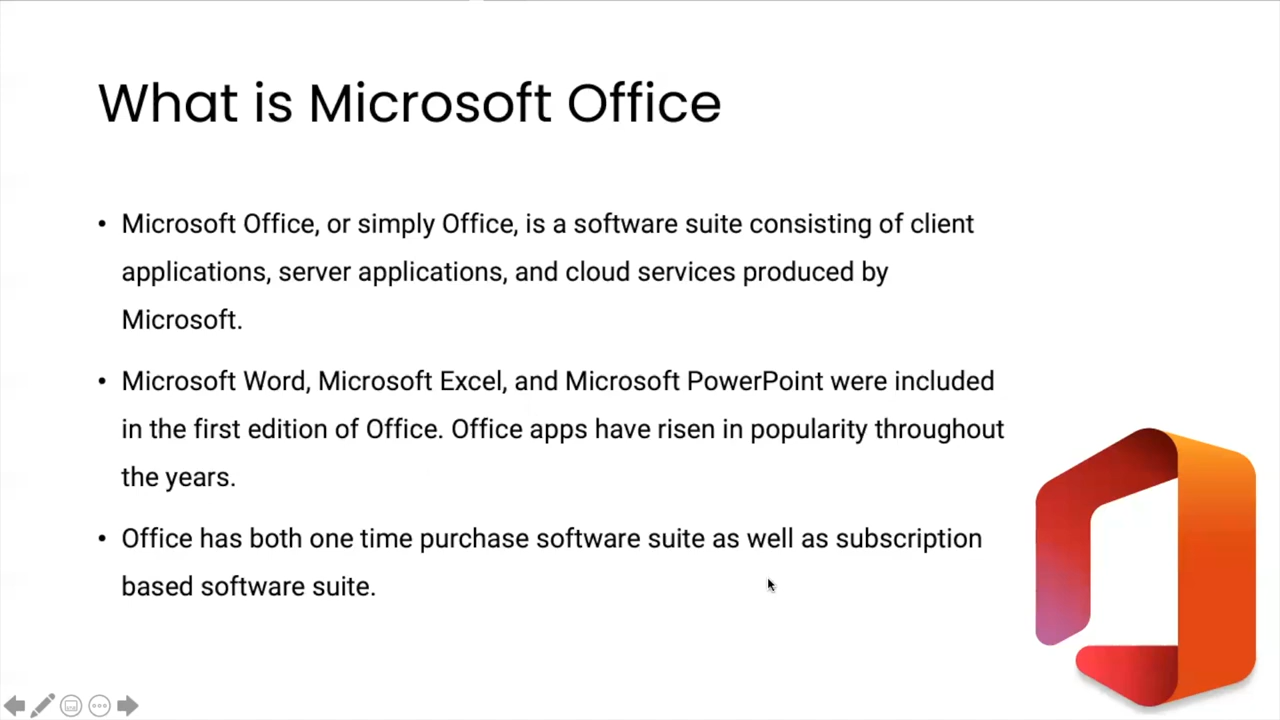 What is Microsoft Office
• Microsoft Office, or simply Office, is a software suite consisting of client
applications, server applications, and cloud services produced by
Microsoft.
• Microsoft Word, Microsoft Excel, and Microsoft PowerPoint were included
in the first edition of Office. Office apps have risen in popularity throughout
the years.
• Office has both one time purchase software suite as well as subscription
based software suite.